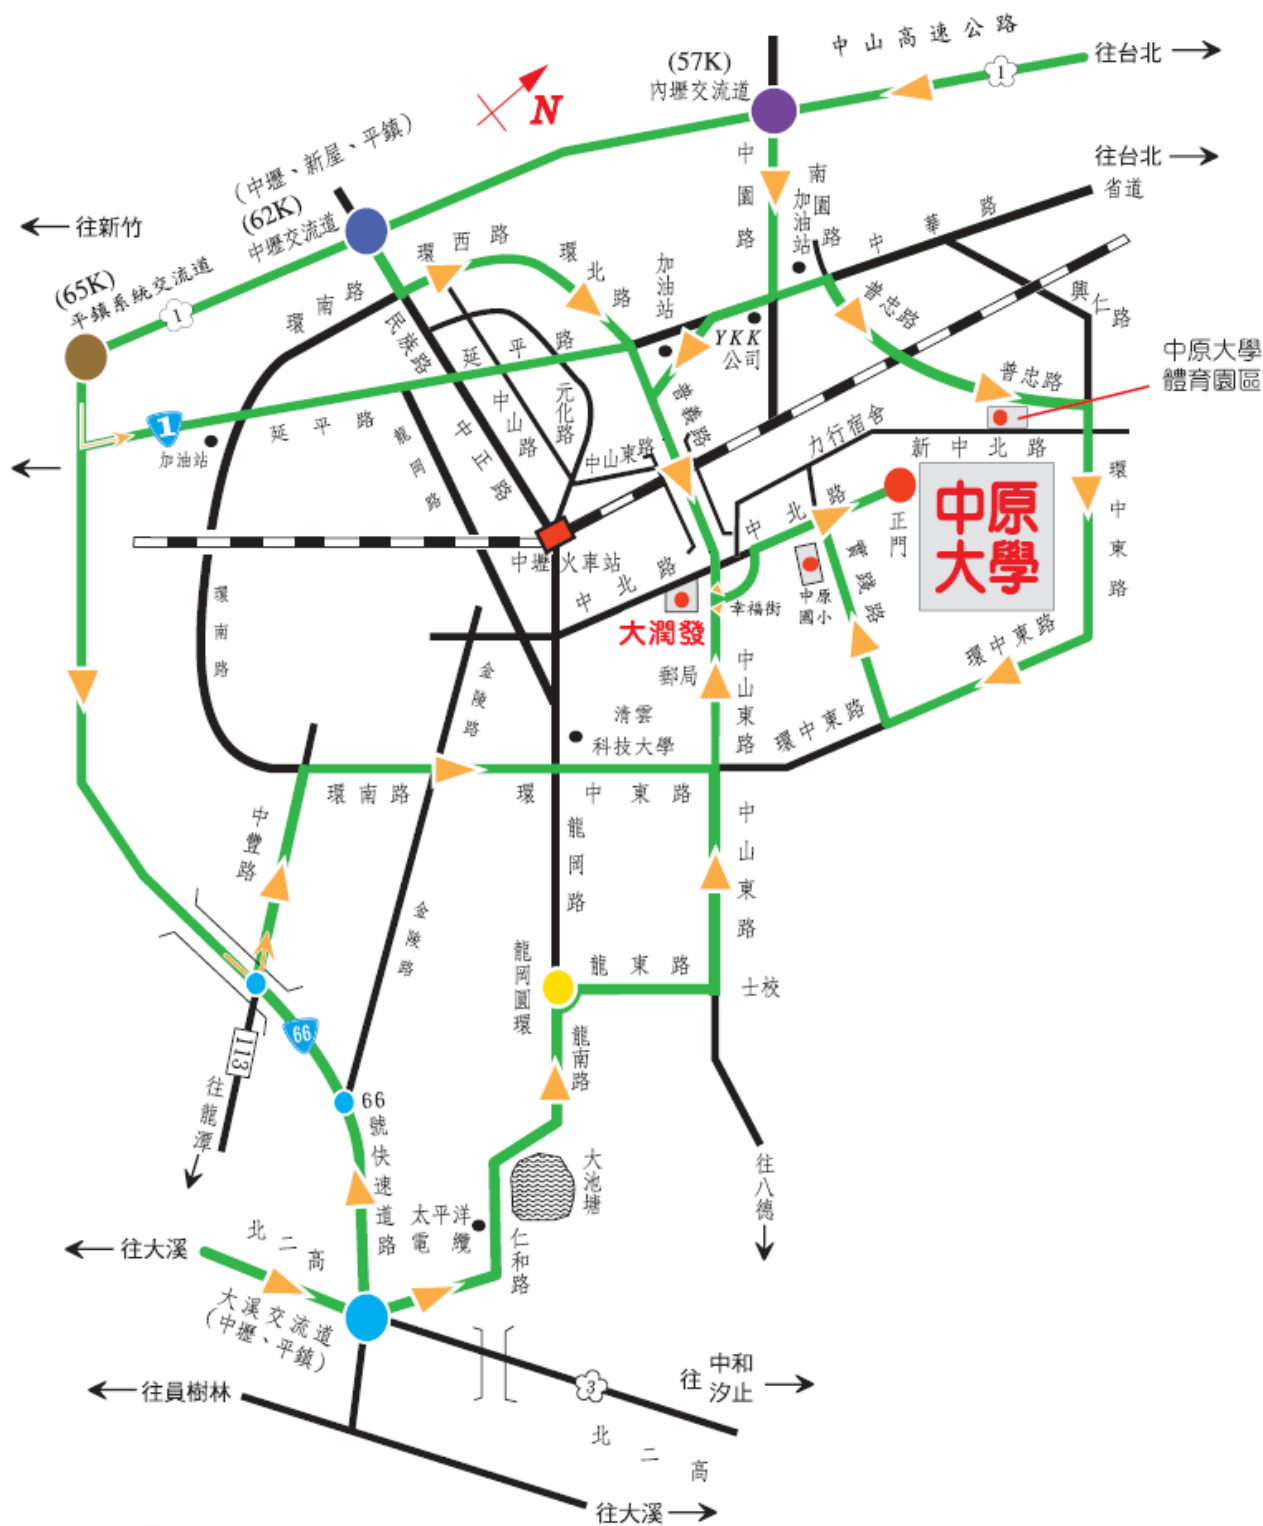 中山高速公路
往台北
1
(57K)
內壢交流道
N
往台北
省道
(中壢、新屋、平鎮)
(62K)
中壢交流道
往新竹
(65K)
平鎮系統交流道
1
中園路
南園路
加油站
中華路
環西路
環北路
加油站
環南路
民族路
延平路
YKK
公司
普忠路
興仁路
中原大學
體育園區
普忠路
普義路
元化路
中山路
中正路
龍岡路
延平路
1
加油站
中山東路
力行宿舍
新中北路
中原
大學
正門
中北路
環中東路
實踐路
中原
國小
中壢火車站
中北路
幸福街
大潤發
郵局
中山東路
環中東路
環中東路
環南路
金陵路
清雲
科技大學
環南路
環中東路
中豐路
龍岡路
中山東路
金陵路
龍岡圓環
龍東路
士校
龍南路
66
113
往龍潭
66號快速道路
大池塘
太平洋
電纜
仁和路
往八德
往大溪
北二高
大溪交流道
(中壢、平鎮)
3
往
中和
汐止
往員樹林
北二高
往大溪